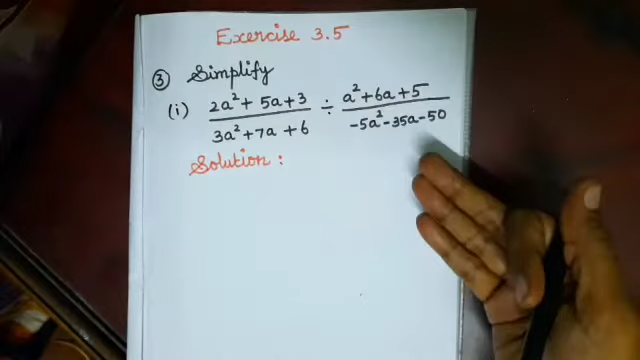 Exercise 3.5
③ Simplify
(i) 2a² + 5a + 3 / 3a² + 7a + 6 ÷ a² + 6a + 5 / -5a² - 35a - 50
Solution :